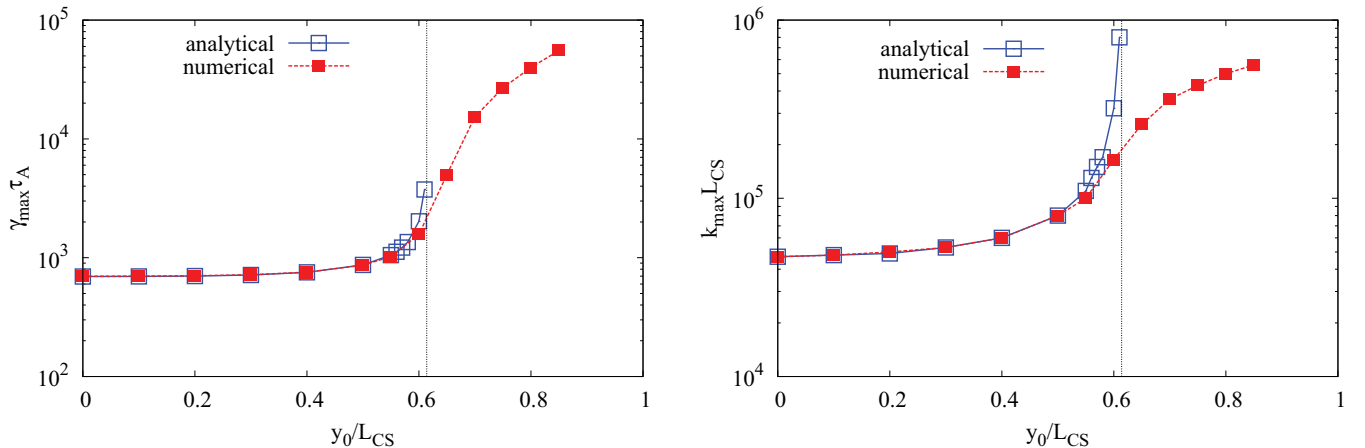 10^5
10^4
10^3
10^2
γ_max τ_A
analytical
numerical
0 0.2 0.4 0.6 0.8 1
y_0/L_CS
10^6
10^5
10^4
k_max L_CS
analytical
numerical
0 0.2 0.4 0.6 0.8 1
y_0/L_CS